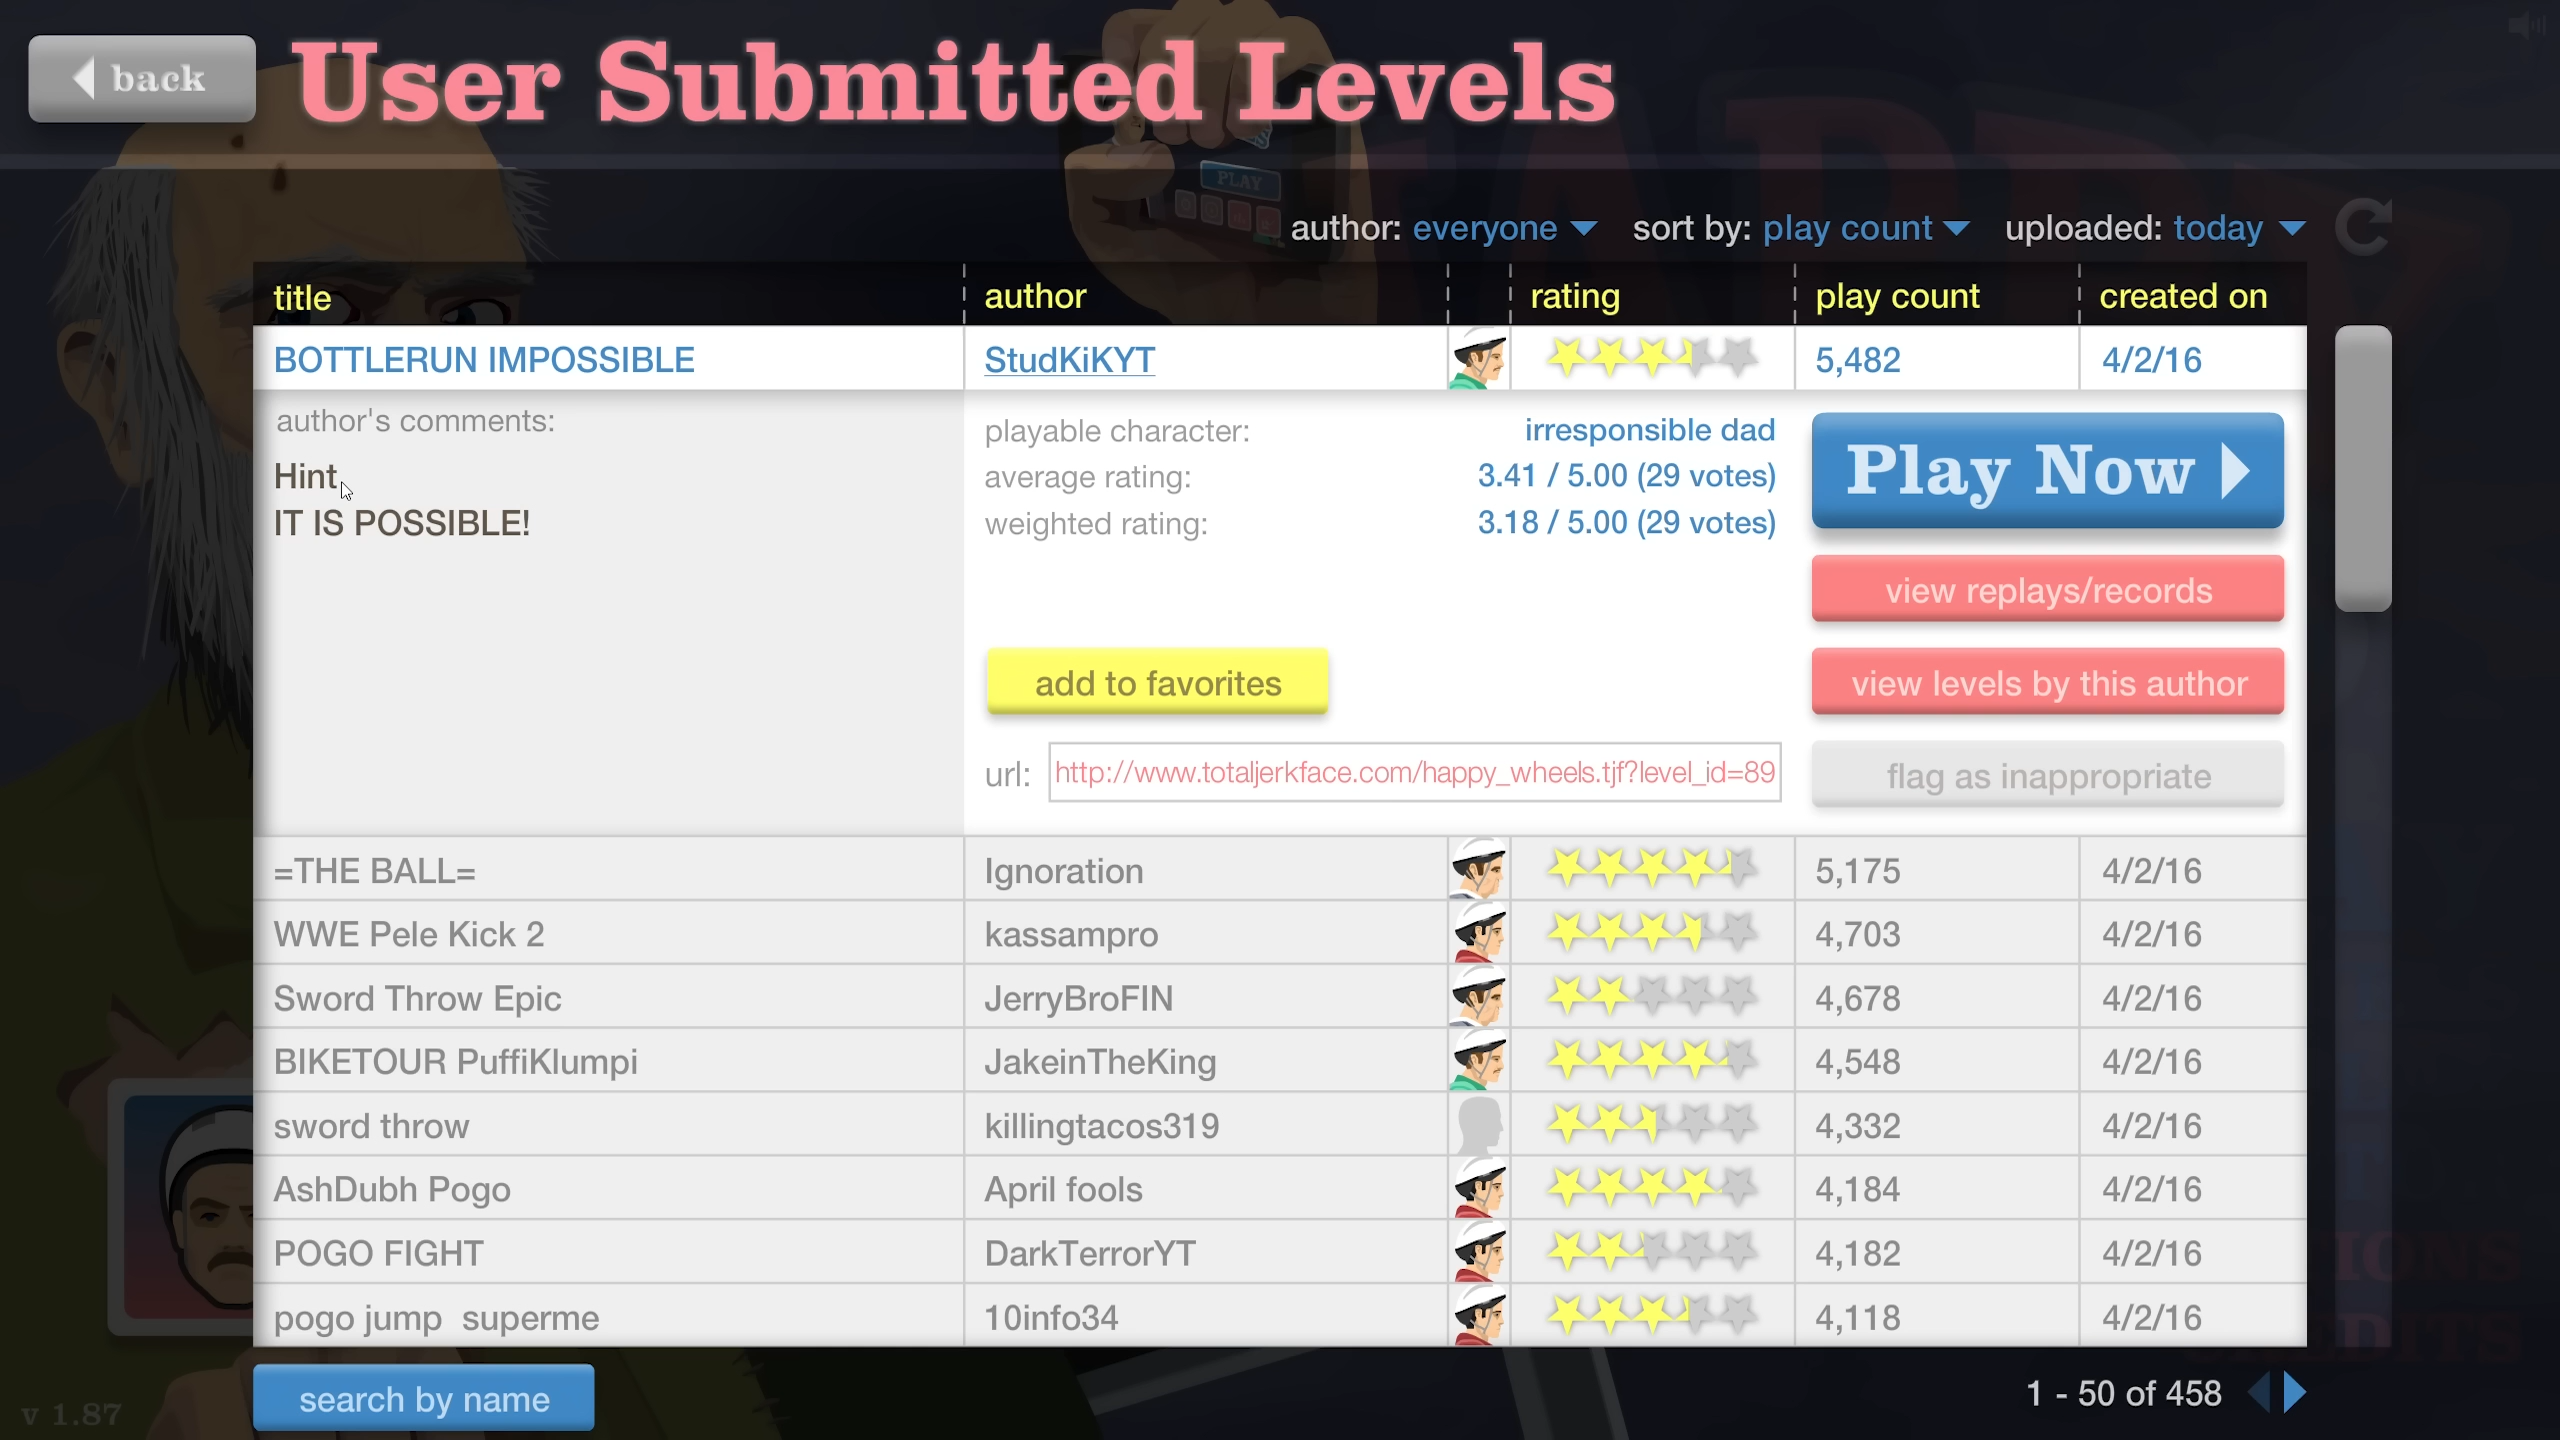 back
User Submitted Levels
PLAY
author: everyone sort by: play count uploaded: today
title author rating play count created on
BOTTLERUN IMPOSSIBLE StudKiKYT 5,482 4/2/16
author's comments:
Hint
IT IS POSSIBLE!
playable character: irresponsible dad
average rating: 3.41 / 5.00 (29 votes)
weighted rating: 3.18 / 5.00 (29 votes)
Play Now
view replays/records
add to favorites
view levels by this author
url: http://www.totaljerkface.com/happy_wheels.tjf?level_id=89
flag as inappropriate
=THE BALL= Ignoration 5,175 4/2/16
WWE Pele Kick 2 kassampro 4,703 4/2/16
Sword Throw Epic JerryBroFIN 4,678 4/2/16
BIKETOUR PuffiKlumpi JakeinTheKing 4,548 4/2/16
sword throw killingtacos319 4,332 4/2/16
AshDubh Pogo April fools 4,184 4/2/16
POGO FIGHT DarkTerrorYT 4,182 4/2/16
pogo jump  superme 10info34 4,118 4/2/16
search by name
1 - 50 of 458
v 1.87